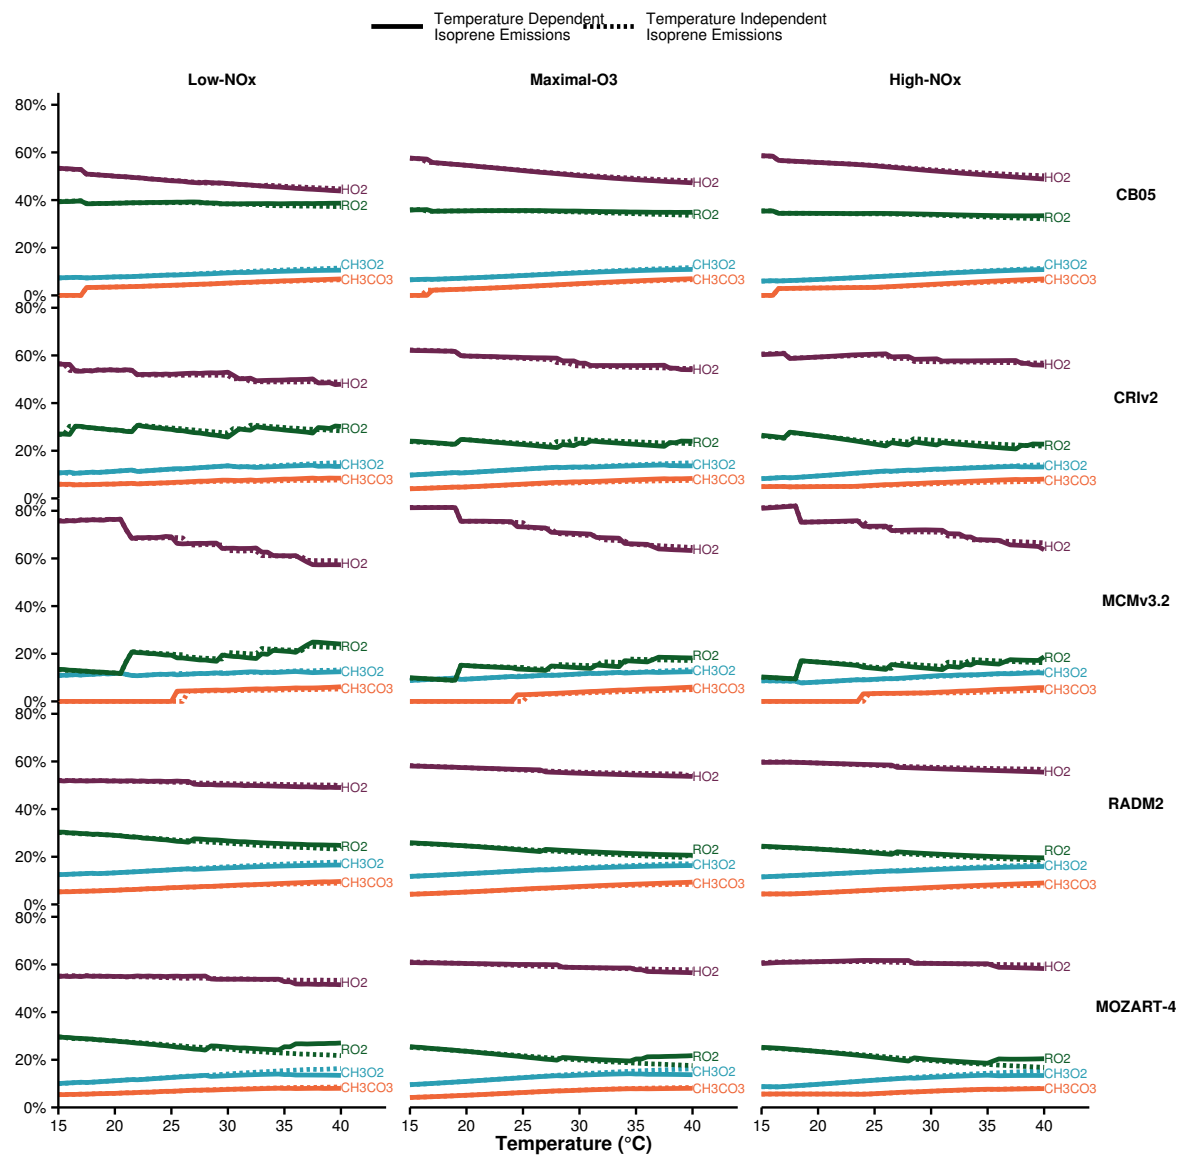 Temperature Dependent Temperature Independent
Isoprene Emissions Isoprene Emissions
Low-NOx Maximal-O3 High-NOx
80%
60%
40%
20%
0%
HO2 RO2 CH3O2 CH3CO3
HO2 RO2 CH3O2 CH3CO3
HO2 RO2 CH3O2 CH3CO3
CB05
80%
60%
40%
20%
0%
HO2 RO2 CH3O2 CH3CO3
HO2 RO2 CH3O2 CH3CO3
HO2 RO2 CH3O2 CH3CO3
CRIv2
80%
60%
40%
20%
0%
HO2 RO2 CH3O2 CH3CO3
HO2 RO2 CH3O2 CH3CO3
HO2 RO2 CH3O2 CH3CO3
MCMv3.2
80%
60%
40%
20%
0%
HO2 RO2 CH3O2 CH3CO3
HO2 RO2 CH3O2 CH3CO3
HO2 RO2 CH3O2 CH3CO3
RADM2
80%
60%
40%
20%
0%
HO2 RO2 CH3O2 CH3CO3
HO2 RO2 CH3O2 CH3CO3
HO2 RO2 CH3O2 CH3CO3
MOZART-4
15 20 25 30 35 40 15 20 25 30 35 40 15 20 25 30 35 40
Temperature (°C)